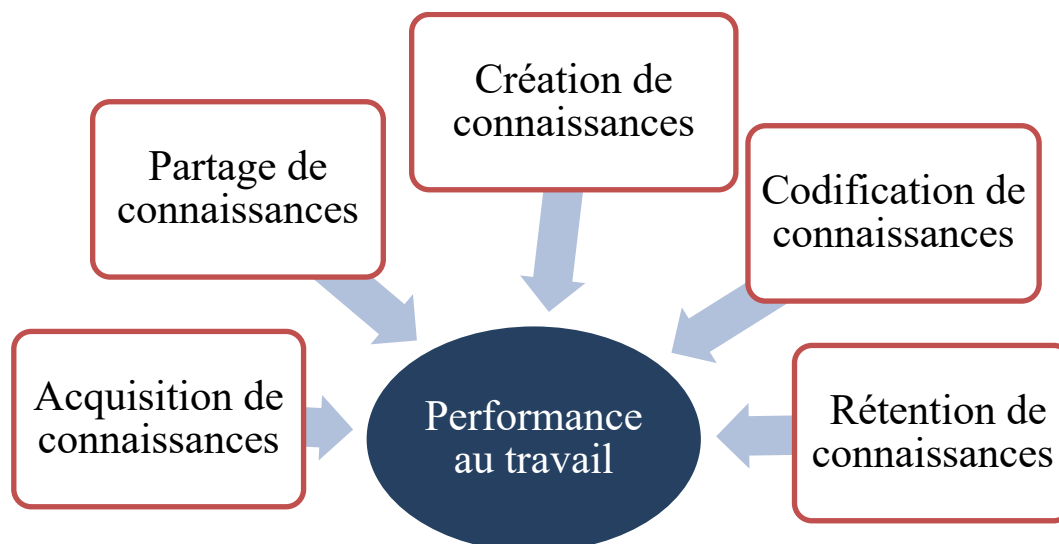 Création de
connaissances
Partage de
connaissances
Codification de
connaissances
Acquisition de
connaissances
Performance
au travail
Rétention de
connaissances